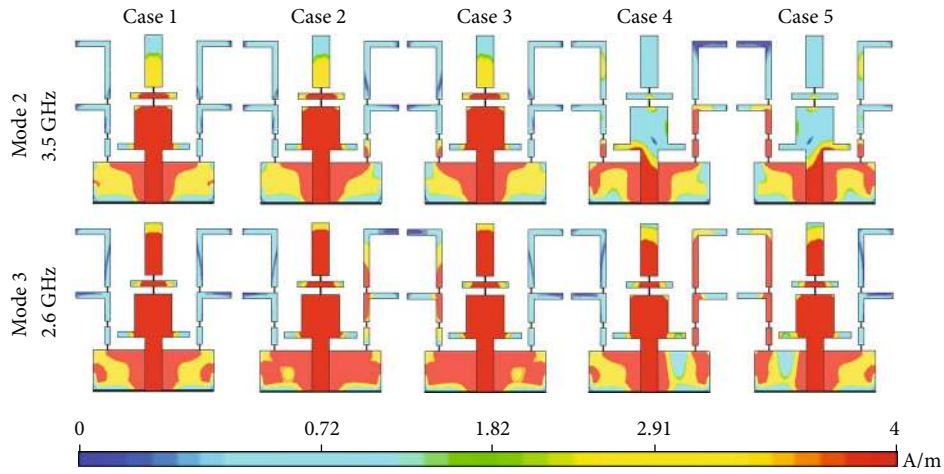 Case 1 Case 2 Case 3 Case 4 Case 5
Mode 2
3.5 GHz
Mode 3
2.6 GHz
0 0.72 1.82 2.91 4
A/m